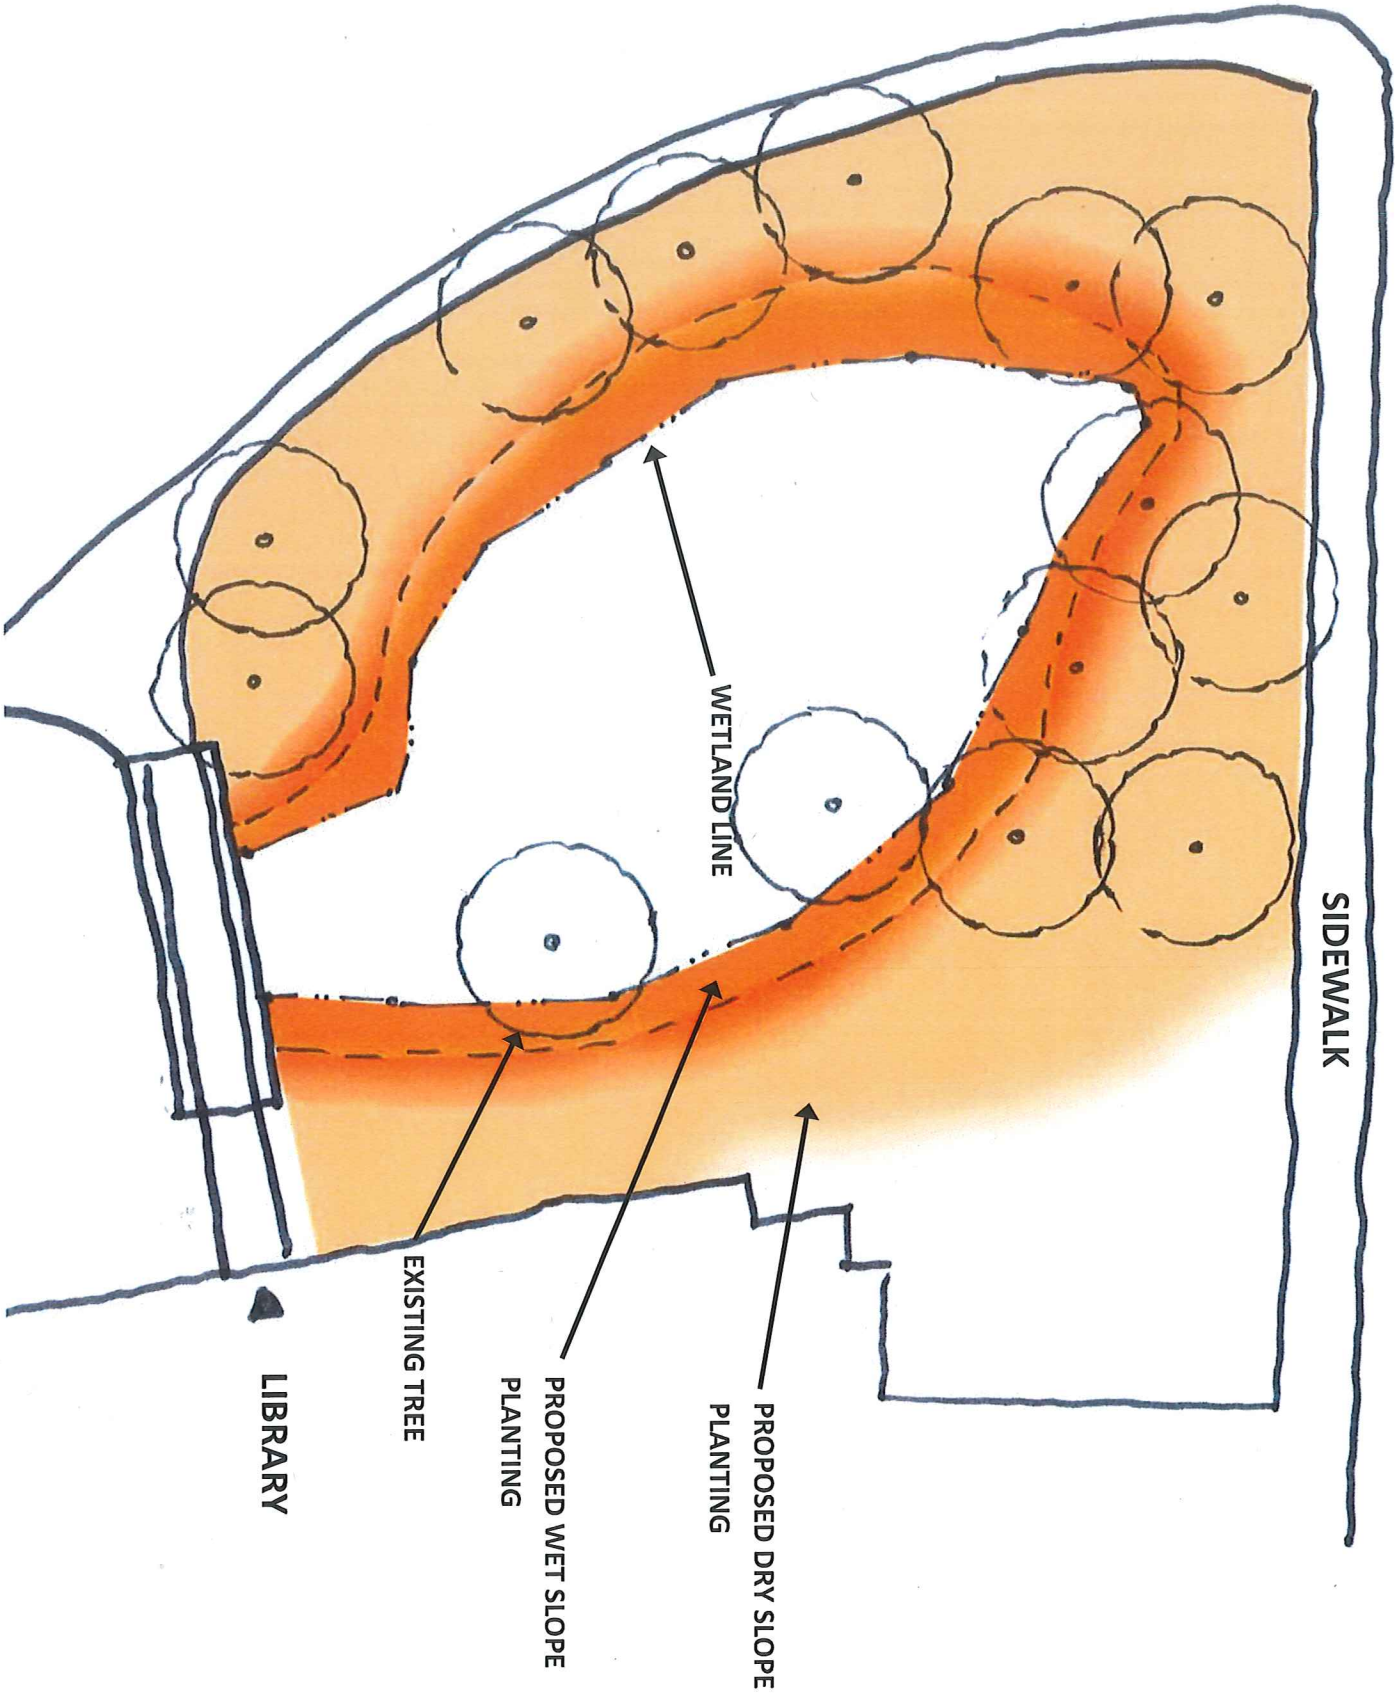 SIDEWALK
WETLAND LINE
PROPOSED DRY SLOPE
PLANTING
PROPOSED WET SLOPE
PLANTING
EXISTING TREE
LIBRARY